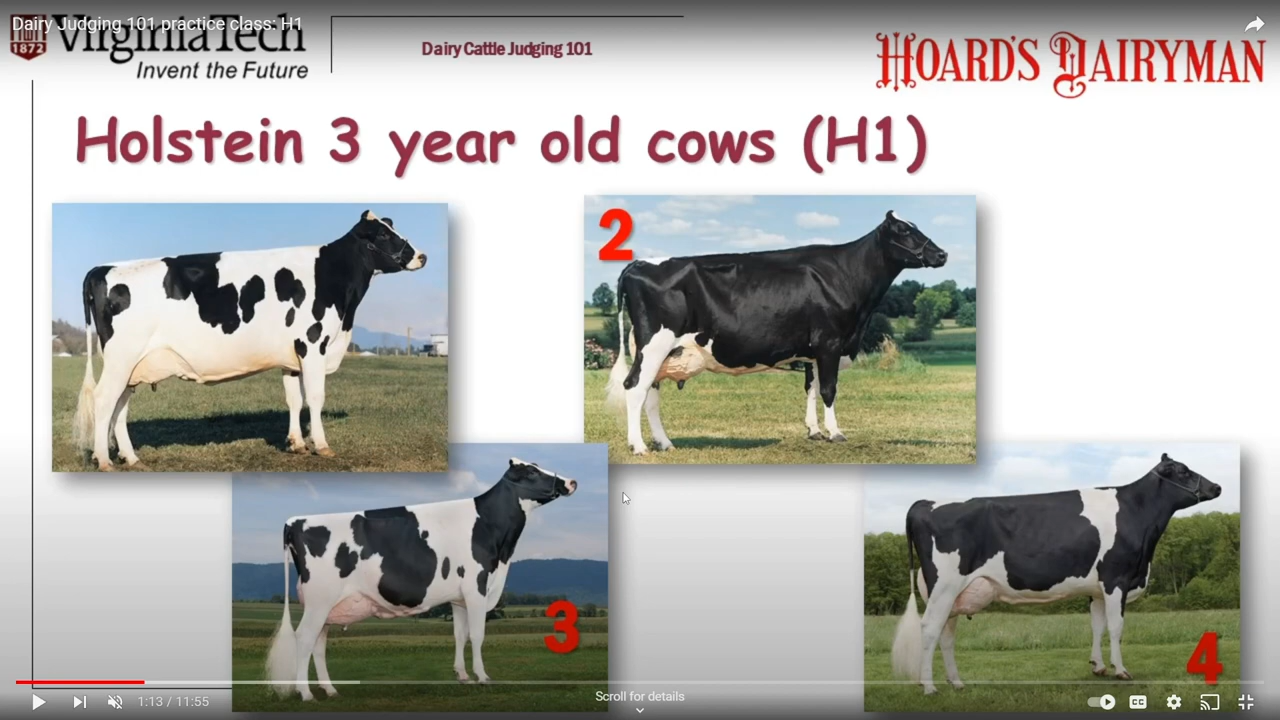 Dairy Judging 101 practice class: H1
1872
VirginiaTech
Invent the Future
Dairy Cattle Judging 101
HOARD'S DAIRYMAN
Holstein 3 year old cows (H1)
2
3
4
1:13 / 11:55
Scroll for details
CC